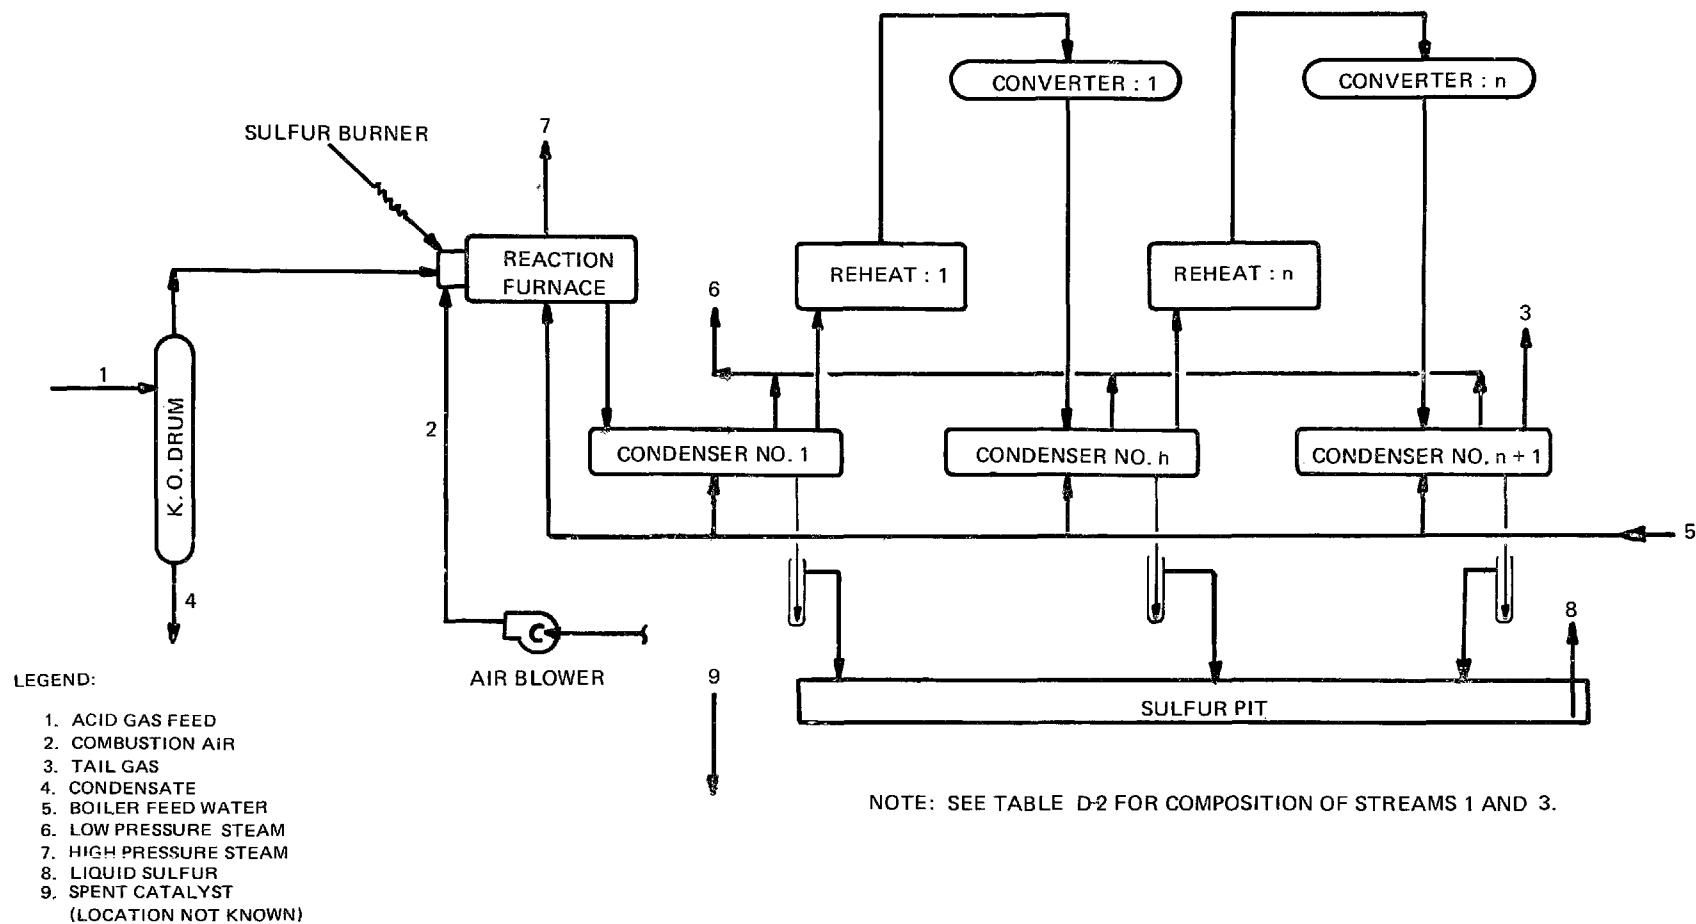 CONVERTER : 1
CONVERTER : n
SULFUR BURNER
7
REACTION
FURNACE
REHEAT : 1
REHEAT : n
6
3
1
K. O. DRUM
2
CONDENSER NO. 1
CONDENSER NO. h
CONDENSER NO. n + 1
5
4
8
AIR BLOWER
9
SULFUR PIT
LEGEND:
1. ACID GAS FEED
2. COMBUSTION AIR
3. TAIL GAS
4. CONDENSATE
5. BOILER FEED WATER
6. LOW PRESSURE STEAM
7. HIGH PRESSURE STEAM
8. LIQUID SULFUR
9. SPENT CATALYST
(LOCATION NOT KNOWN)
NOTE: SEE TABLE D-2 FOR COMPOSITION OF STREAMS 1 AND 3.